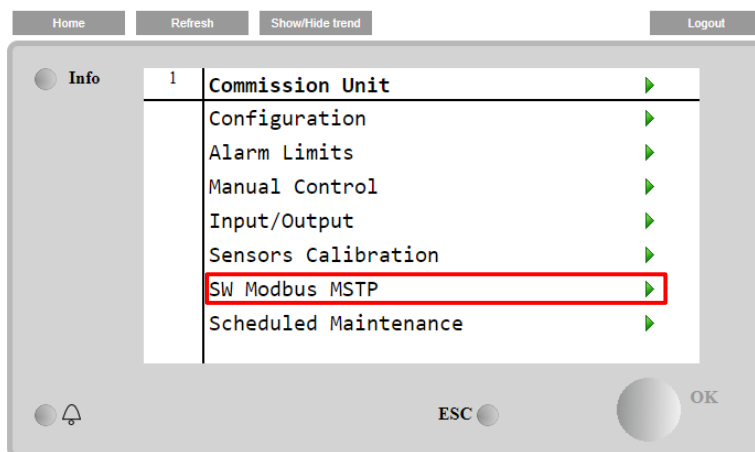 Home Refresh Show/Hide trend Logout
Info
1 Commission Unit
Configuration
Alarm Limits
Manual Control
Input/Output
Sensors Calibration
SW Modbus MSTP
Scheduled Maintenance
ESC
OK